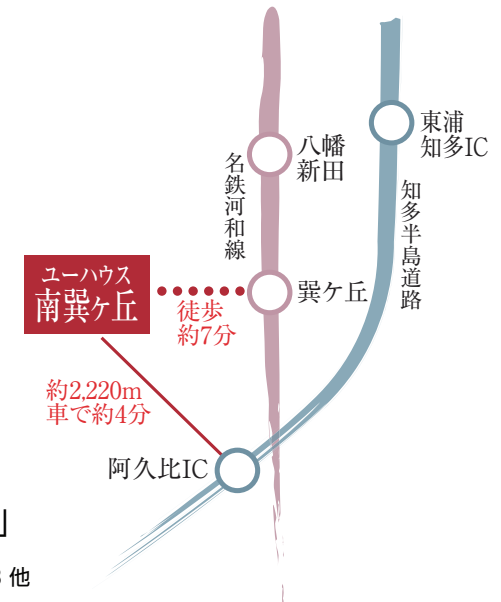 東浦
知多IC
八幡
新田
名鉄河和線
知多半島道路
ユーハウス
南巽ヶ丘
徒歩
約7分
巽ケ丘
約2,220m
車で約4分
阿久比IC
」
他